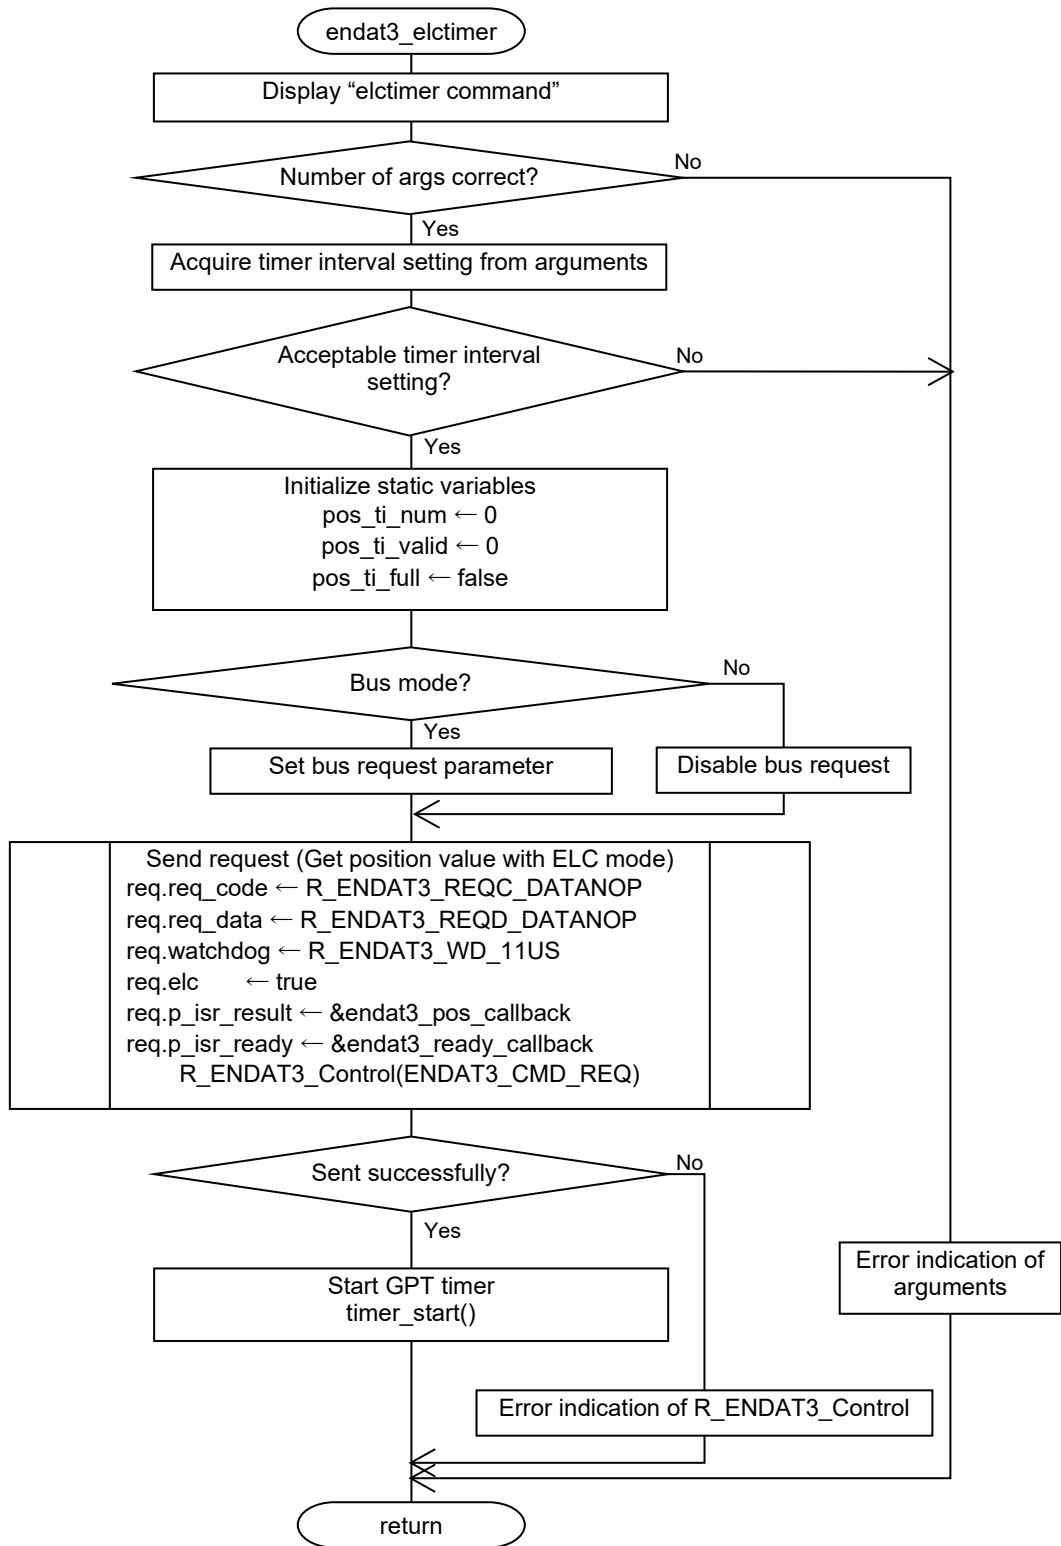 endat3_elctimer
Display “elctimer command”
Number of args correct?
No
Yes
Acquire timer interval setting from arguments
Acceptable timer interval
setting?
No
Yes
Initialize static variables
pos_ti_num ← 0
pos_ti_valid ← 0
pos_ti_full ← false
Bus mode?
No
Yes
Set bus request parameter
Disable bus request
Send request (Get position value with ELC mode)
req.req_code ← R_ENDAT3_REQC_DATANOP
req.req_data ← R_ENDAT3_REQD_DATANOP
req.watchdog ← R_ENDAT3_WD_11US
req.elc ← true
req.p_isr_result ← &endat3_pos_callback
req.p_isr_ready ← &endat3_ready_callback
R_ENDAT3_Control(ENDAT3_CMD_REQ)
Sent successfully?
No
Yes
Start GPT timer
timer_start()
Error indication of
arguments
Error indication of R_ENDAT3_Control
return